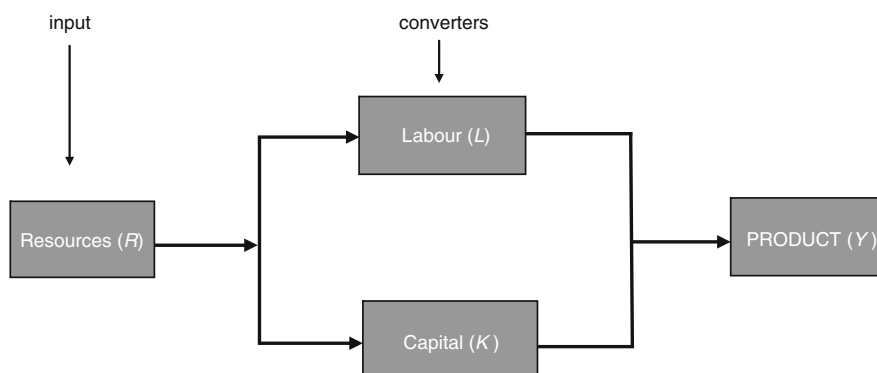 input
converters
Labour (L)
Resources (R)
PRODUCT (Y)
Capital (K)